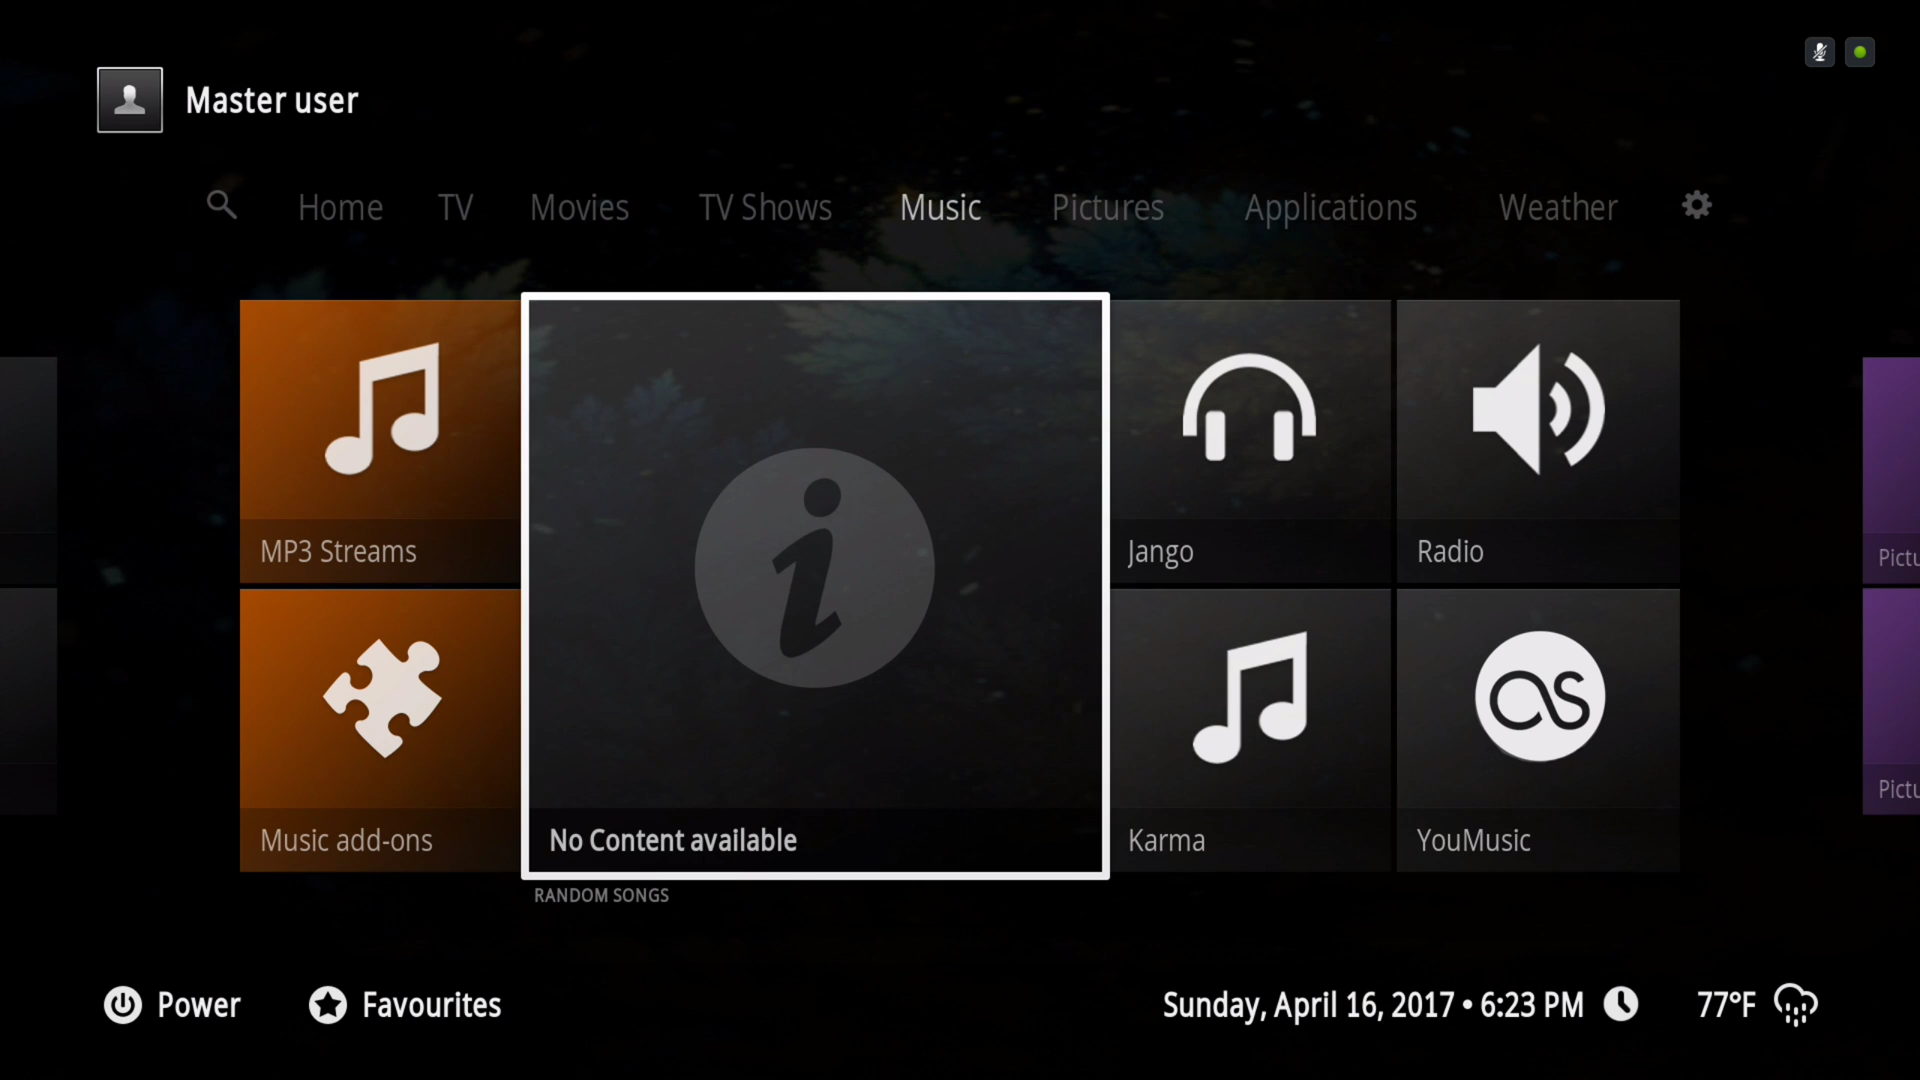 Master user
Home TV Movies TV Shows Music Pictures Applications Weather
MP3 Streams
Jango
Radio
Music add-ons
No Content available
Karma
YouMusic
RANDOM SONGS
Power
Favourites
Sunday, April 16, 2017 • 6:23 PM
77°F